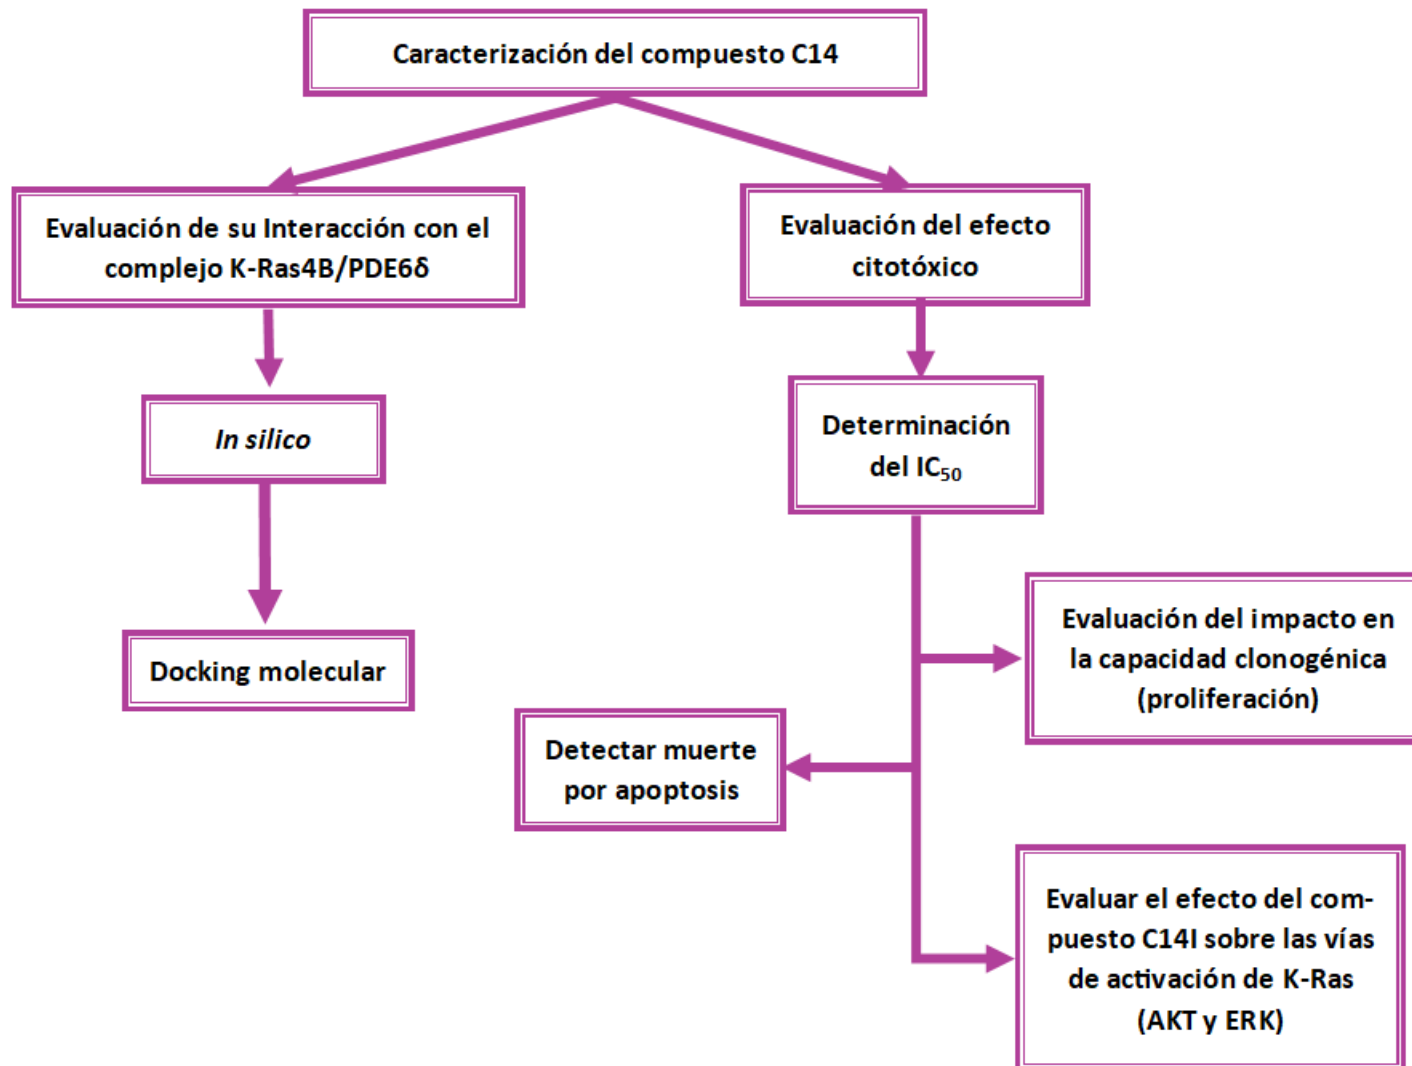 Caracterización del compuesto C14
Evaluación de su Interacción con el
complejo K-Ras4B/PDE6δ
Evaluación del efecto
citotóxico
In silico
Determinación
del IC₅₀
Docking molecular
Evaluación del impacto en
la capacidad clonogénica
(proliferación)
Detectar muerte
por apoptosis
Evaluar el efecto del com-
puesto C14I sobre las vías
de activación de K-Ras
(AKT y ERK)